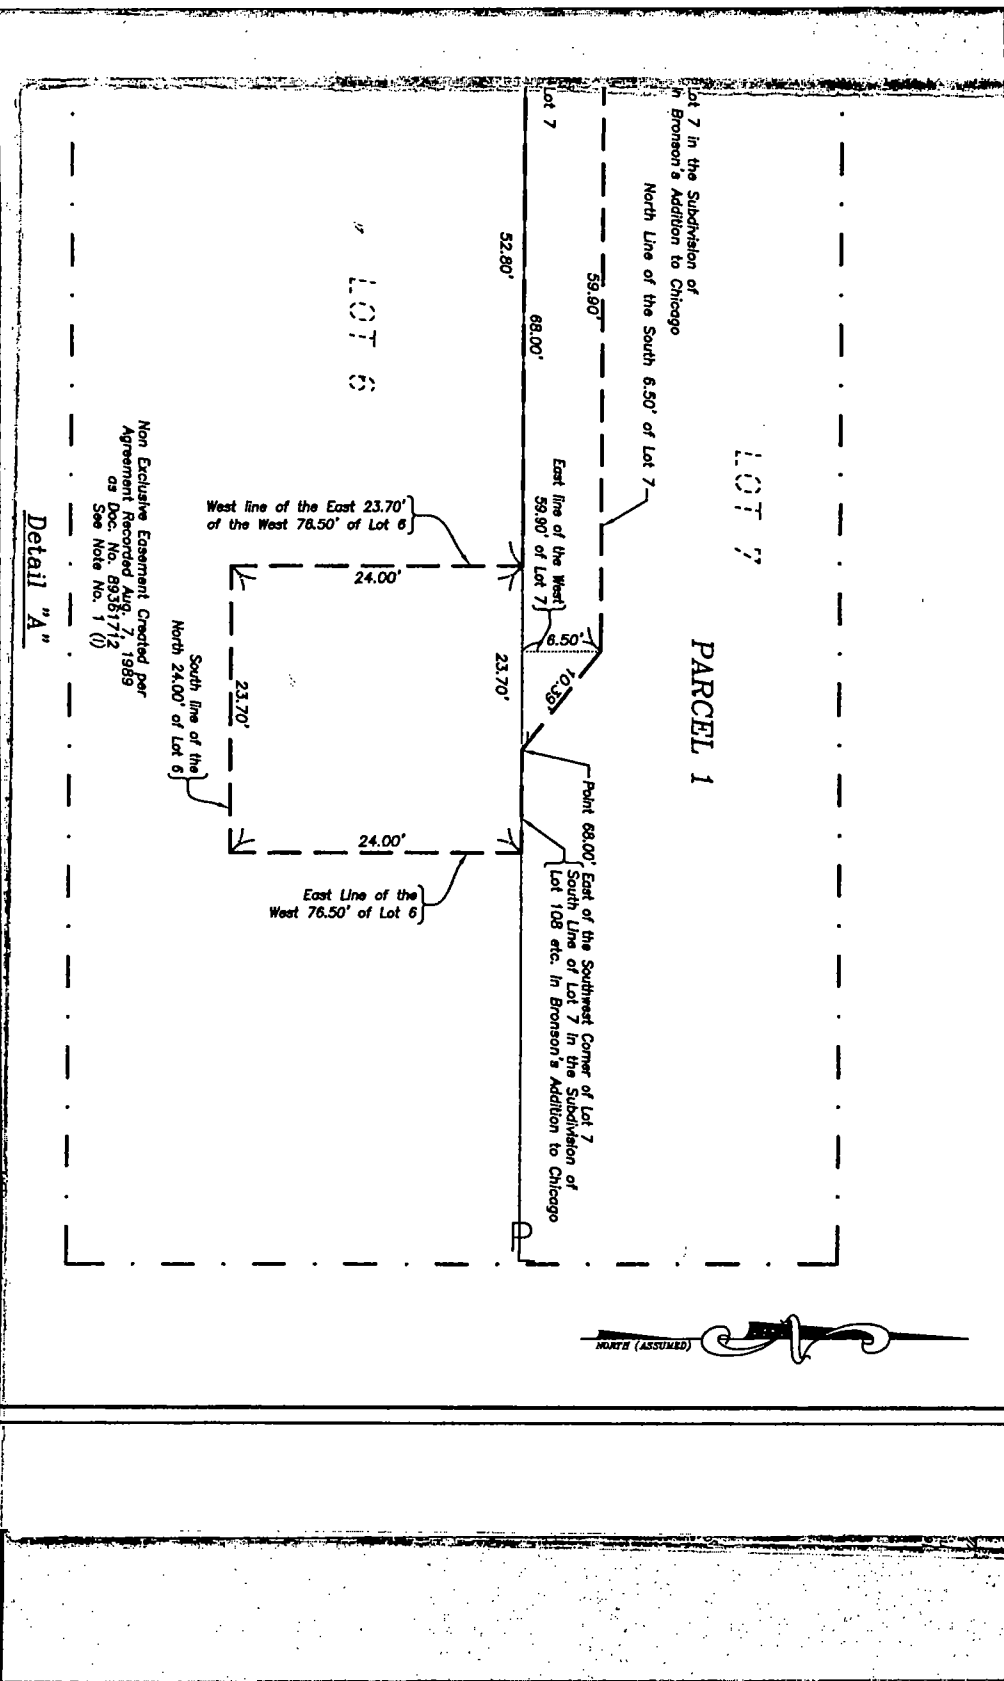 Lot 7 in the Subdivision of
in Bronson's Addition to Chicago
North Line of the South 6.50' of Lot 7
LOT 7
PARCEL 1
59.90'
Lot 7
68.00'
52.80'
East line of the West
59.90' of Lot 7
6.50'
10.39'
23.70'
Point 68.00' East of the Southwest Corner of Lot 7
South Line of Lot 7 in the Subdivision of
Lot 108 etc. in Bronson's Addition to Chicago
P
LOT 6
West line of the East 23.70'
of the West 76.50' of Lot 6
24.00'
24.00'
23.70'
East Line of the
West 76.50' of Lot 6
South line of the
North 24.00' of Lot 6
Non Exclusive Easement Created per
Agreement Recorded Aug. 7, 1989
as Doc. No. 89361712
See Note No. 1 (i)
Detail "A"
NORTH (ASSUMED)
N